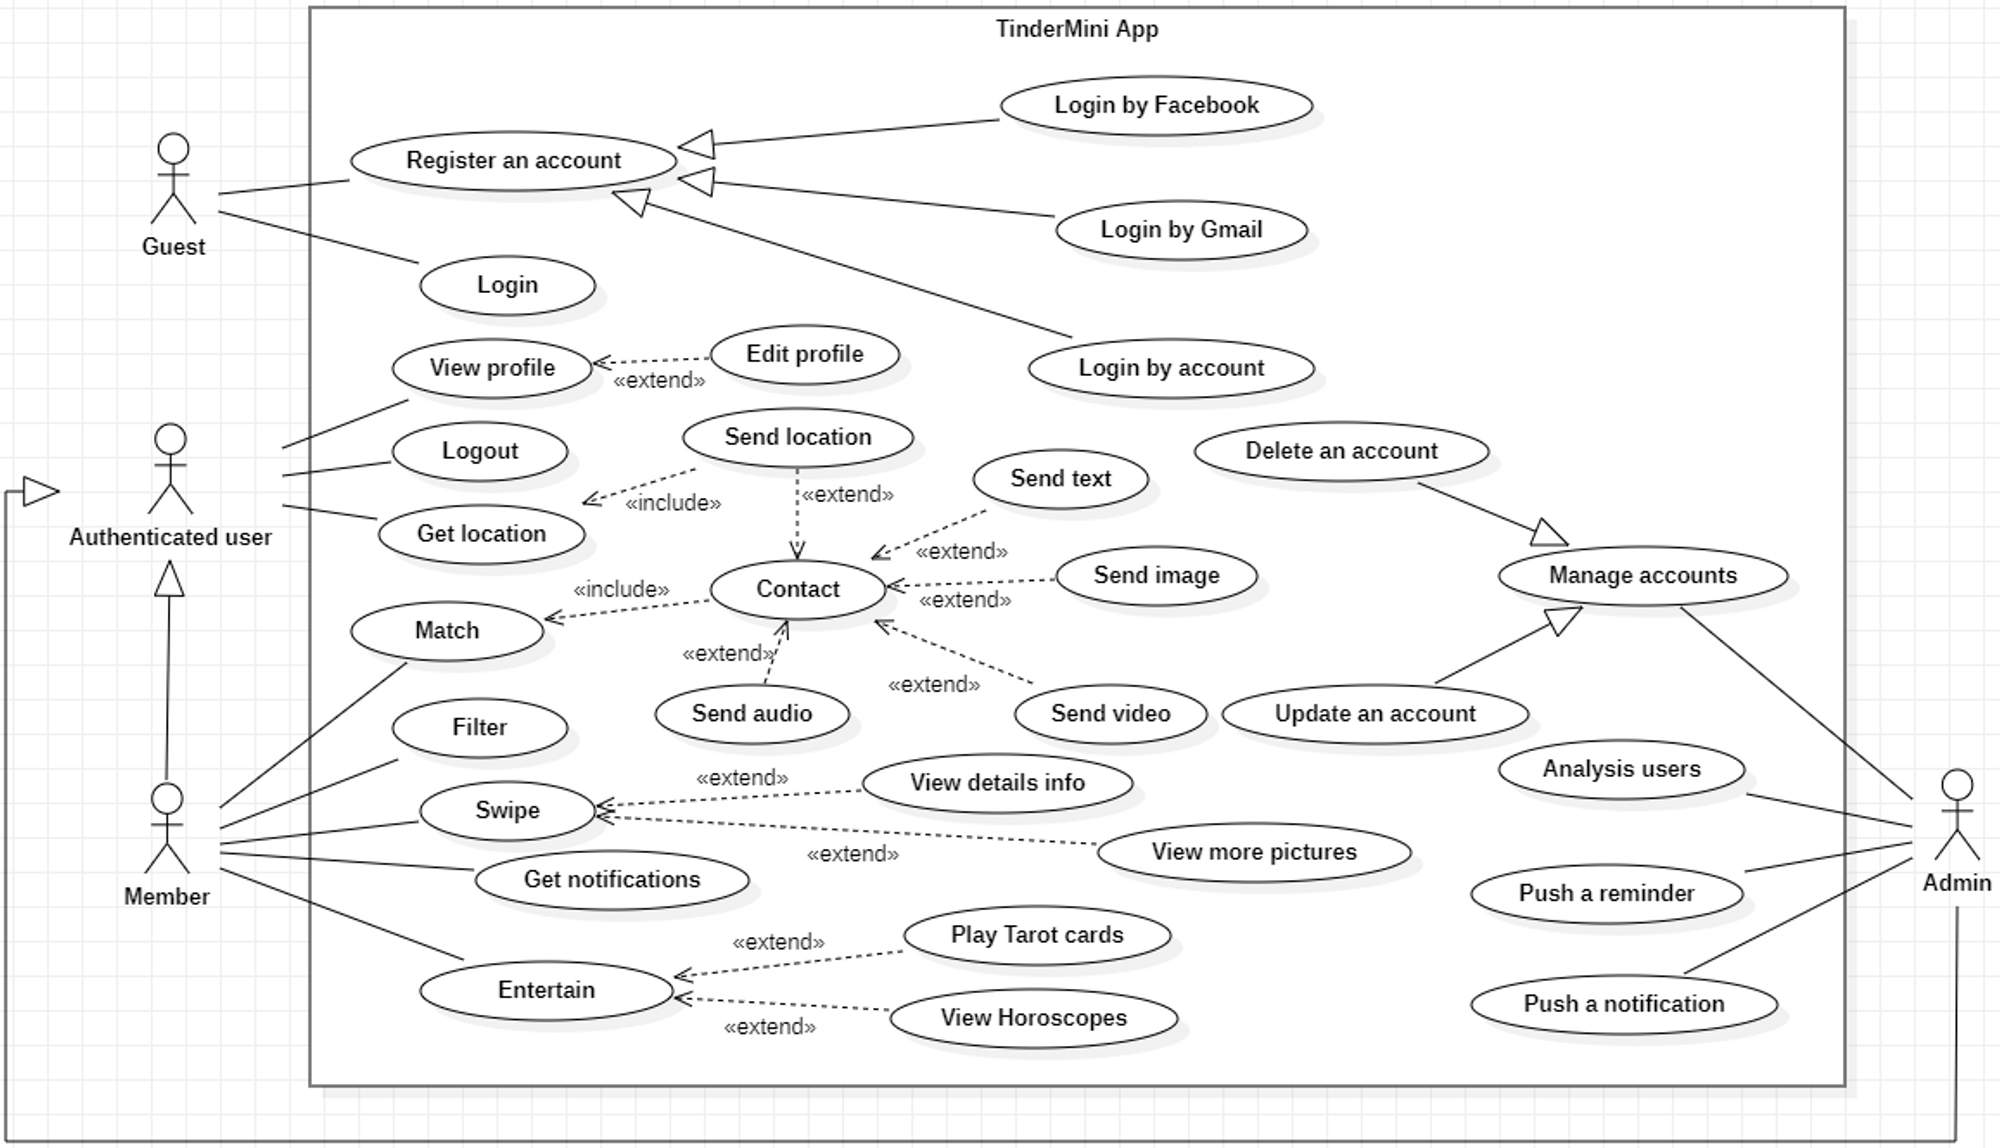 TinderMini App
Login by Facebook
Register an account
Login by Gmail
Guest
Login
View profile
Edit profile
«extend»
Login by account
Send location
Logout
Delete an account
Send text
«include»
«extend»
Get location
Authenticated user
«extend»
Send image
Manage accounts
«include»
Contact
«extend»
Match
«extend»
«extend»
Send audio
Send video
Update an account
Filter
Analysis users
«extend»
View details info
Swipe
«extend»
View more pictures
Get notifications
Member
Push a reminder
Admin
«extend»
Play Tarot cards
Entertain
View Horoscopes
«extend»
Push a notification